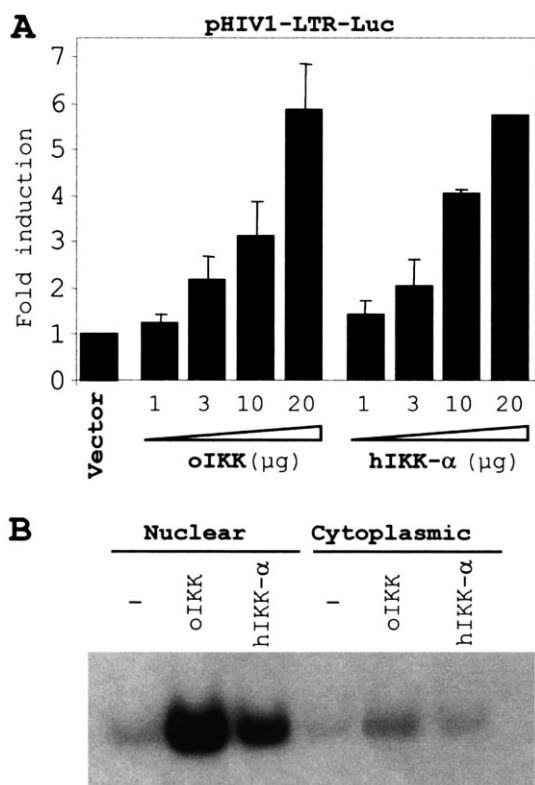 A
pHIV1-LTR-Luc
Fold induction
7
6
5
4
3
2
1
0
Vector
1 3 10 20 1 3 10 20
oIKK (µg) hIKK-α (µg)
B
Nuclear Cytoplasmic
– oIKK hIKK-α – oIKK hIKK-α